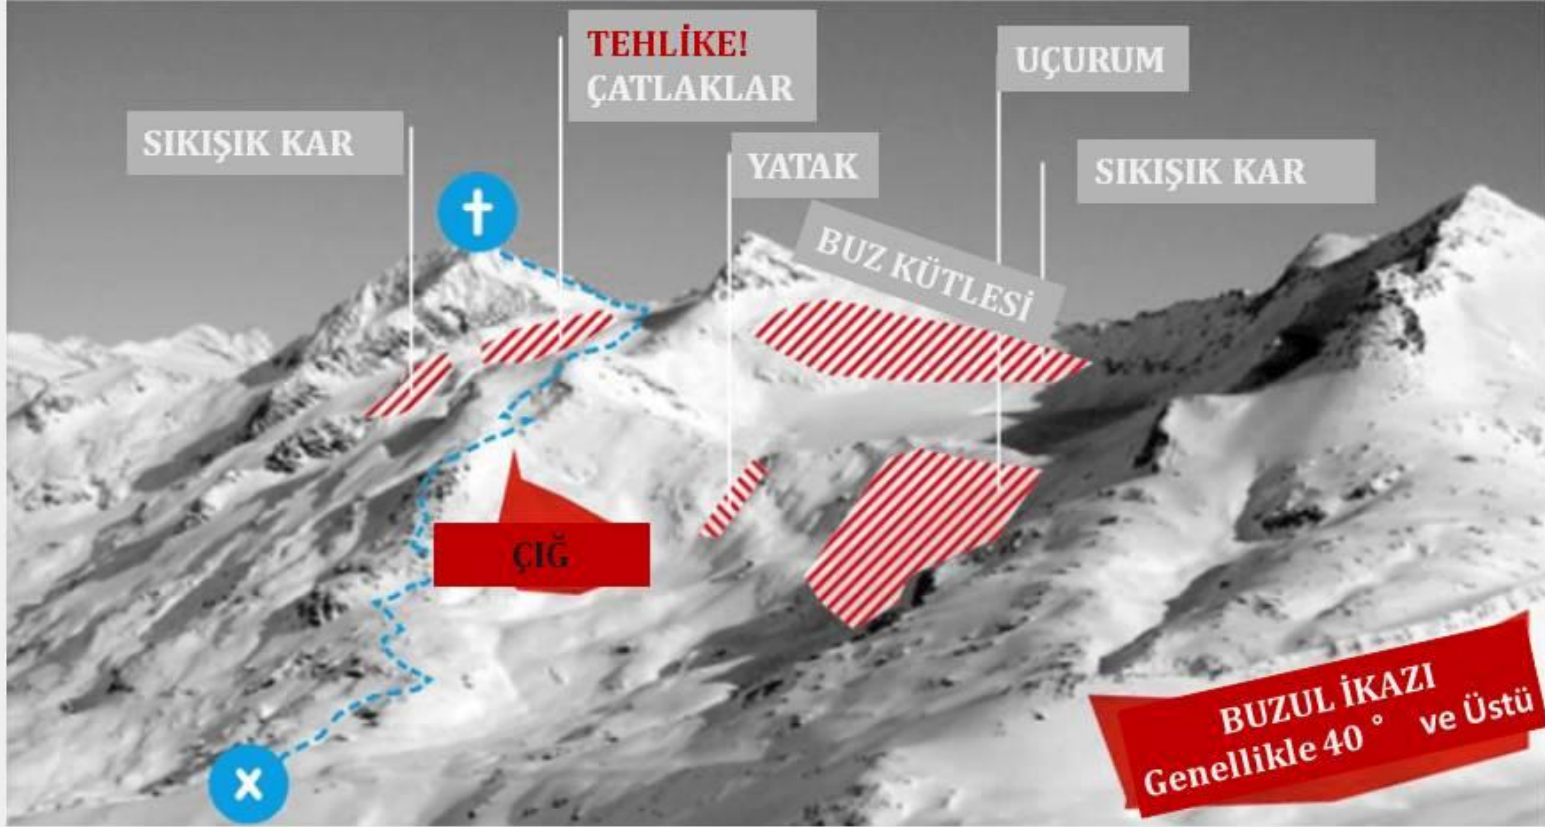 TEHLİKE!
ÇATLAKLAR
UÇURUM
SIKIŞIK KAR
YATAK
SIKIŞIK KAR
BUZ KÜTLESİ
ÇIĞ
BUZUL İKAZI
Genellikle 40 ° ve Üstü
x